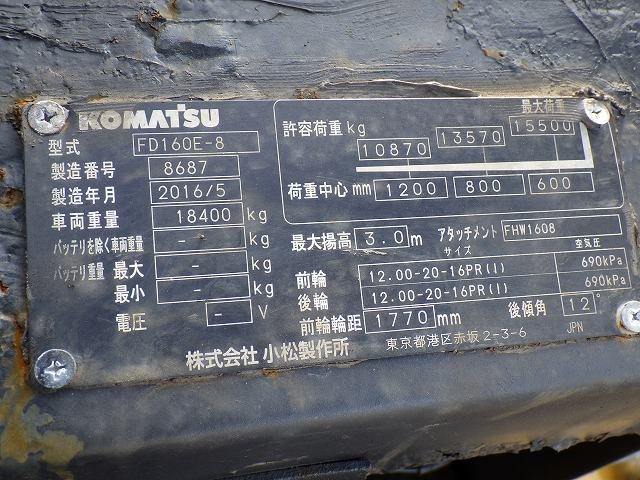 KOMATSU
型式 FD160E-8
製造番号 8687
製造年月 2016/5
車両重量 18400 kg
バッテリを除く車両重量 - kg
バッテリ重量 最大 - kg
最小 - kg
電圧 - V
最大荷重
許容荷重 kg 10870 13570 15500
荷重中心 mm 1200 800 600
最大揚高 3.0 m アタッチメント FHW1608
サイズ 空気圧
前輪 12.00-20-16PR(I) 690kPa
後輪 12.00-20-16PR(I) 690kPa
前輪輪距 1770 mm 後傾角 12°
株式会社 小松製作所 東京都港区赤坂2-3-6 JPN